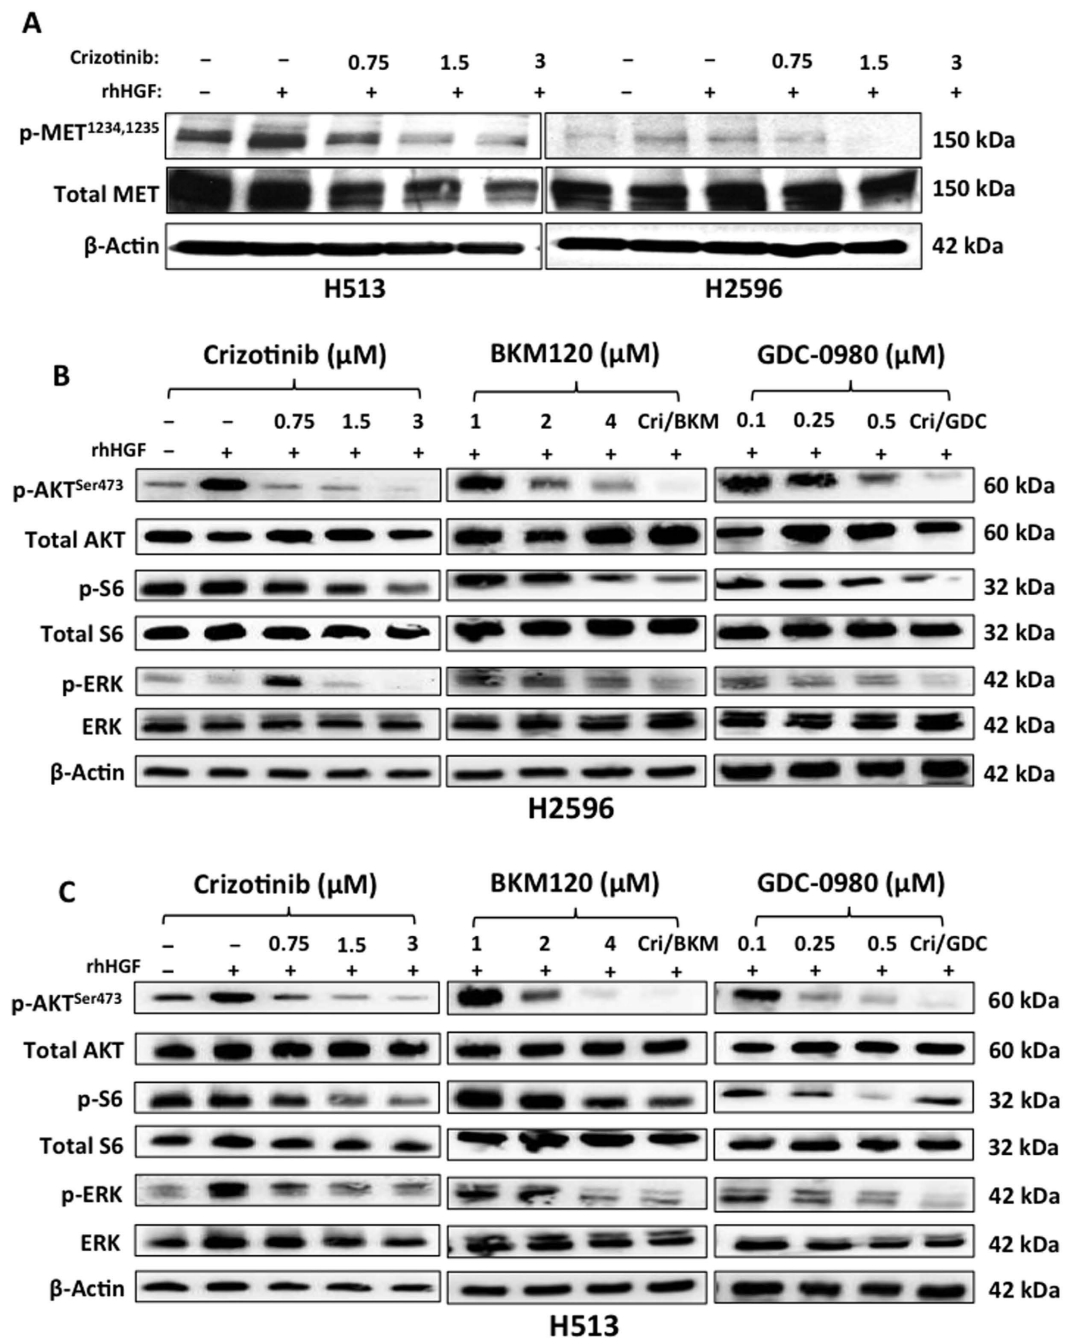 A
Crizotinib: – – 0.75 1.5 3 – – 0.75 1.5 3
rhHGF: – + + + + – + + + +
p-MET1234,1235 150 kDa
Total MET 150 kDa
β-Actin 42 kDa
H513 H2596
B
Crizotinib (μM) BKM120 (μM) GDC-0980 (μM)
– – 0.75 1.5 3 1 2 4 Cri/BKM 0.1 0.25 0.5 Cri/GDC
rhHGF – + + + + + + + + + + + +
p-AKTSer473 60 kDa
Total AKT 60 kDa
p-S6 32 kDa
Total S6 32 kDa
p-ERK 42 kDa
ERK 42 kDa
β-Actin 42 kDa
H2596
C
Crizotinib (μM) BKM120 (μM) GDC-0980 (μM)
– – 0.75 1.5 3 1 2 4 Cri/BKM 0.1 0.25 0.5 Cri/GDC
rhHGF – + + + + + + + + + + + +
p-AKTSer473 60 kDa
Total AKT 60 kDa
p-S6 32 kDa
Total S6 32 kDa
p-ERK 42 kDa
ERK 42 kDa
β-Actin 42 kDa
H513